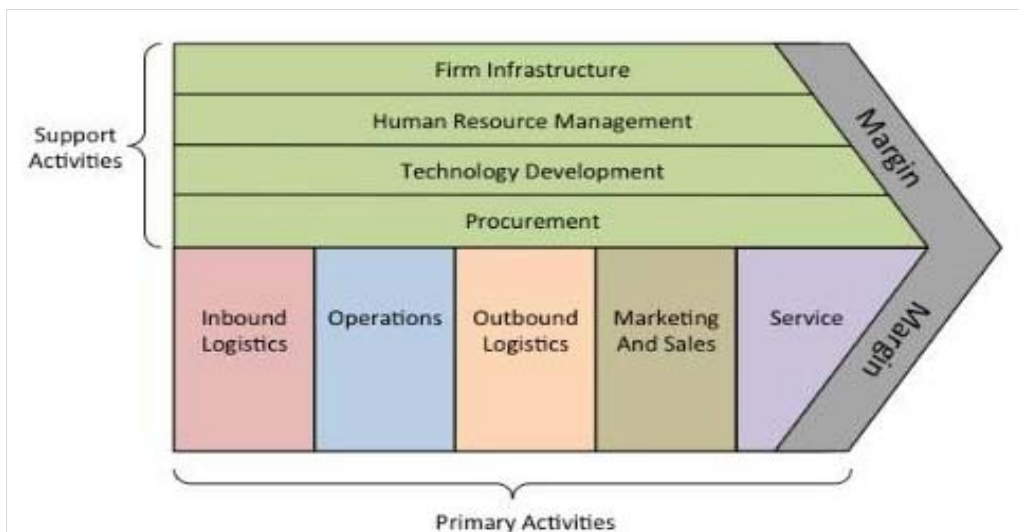 Firm Infrastructure
Human Resource Management
Support
Activities
Technology Development
Procurement
Margin
Inbound
Logistics
Operations
Outbound
Logistics
Marketing
And Sales
Service
Margin
Primary Activities